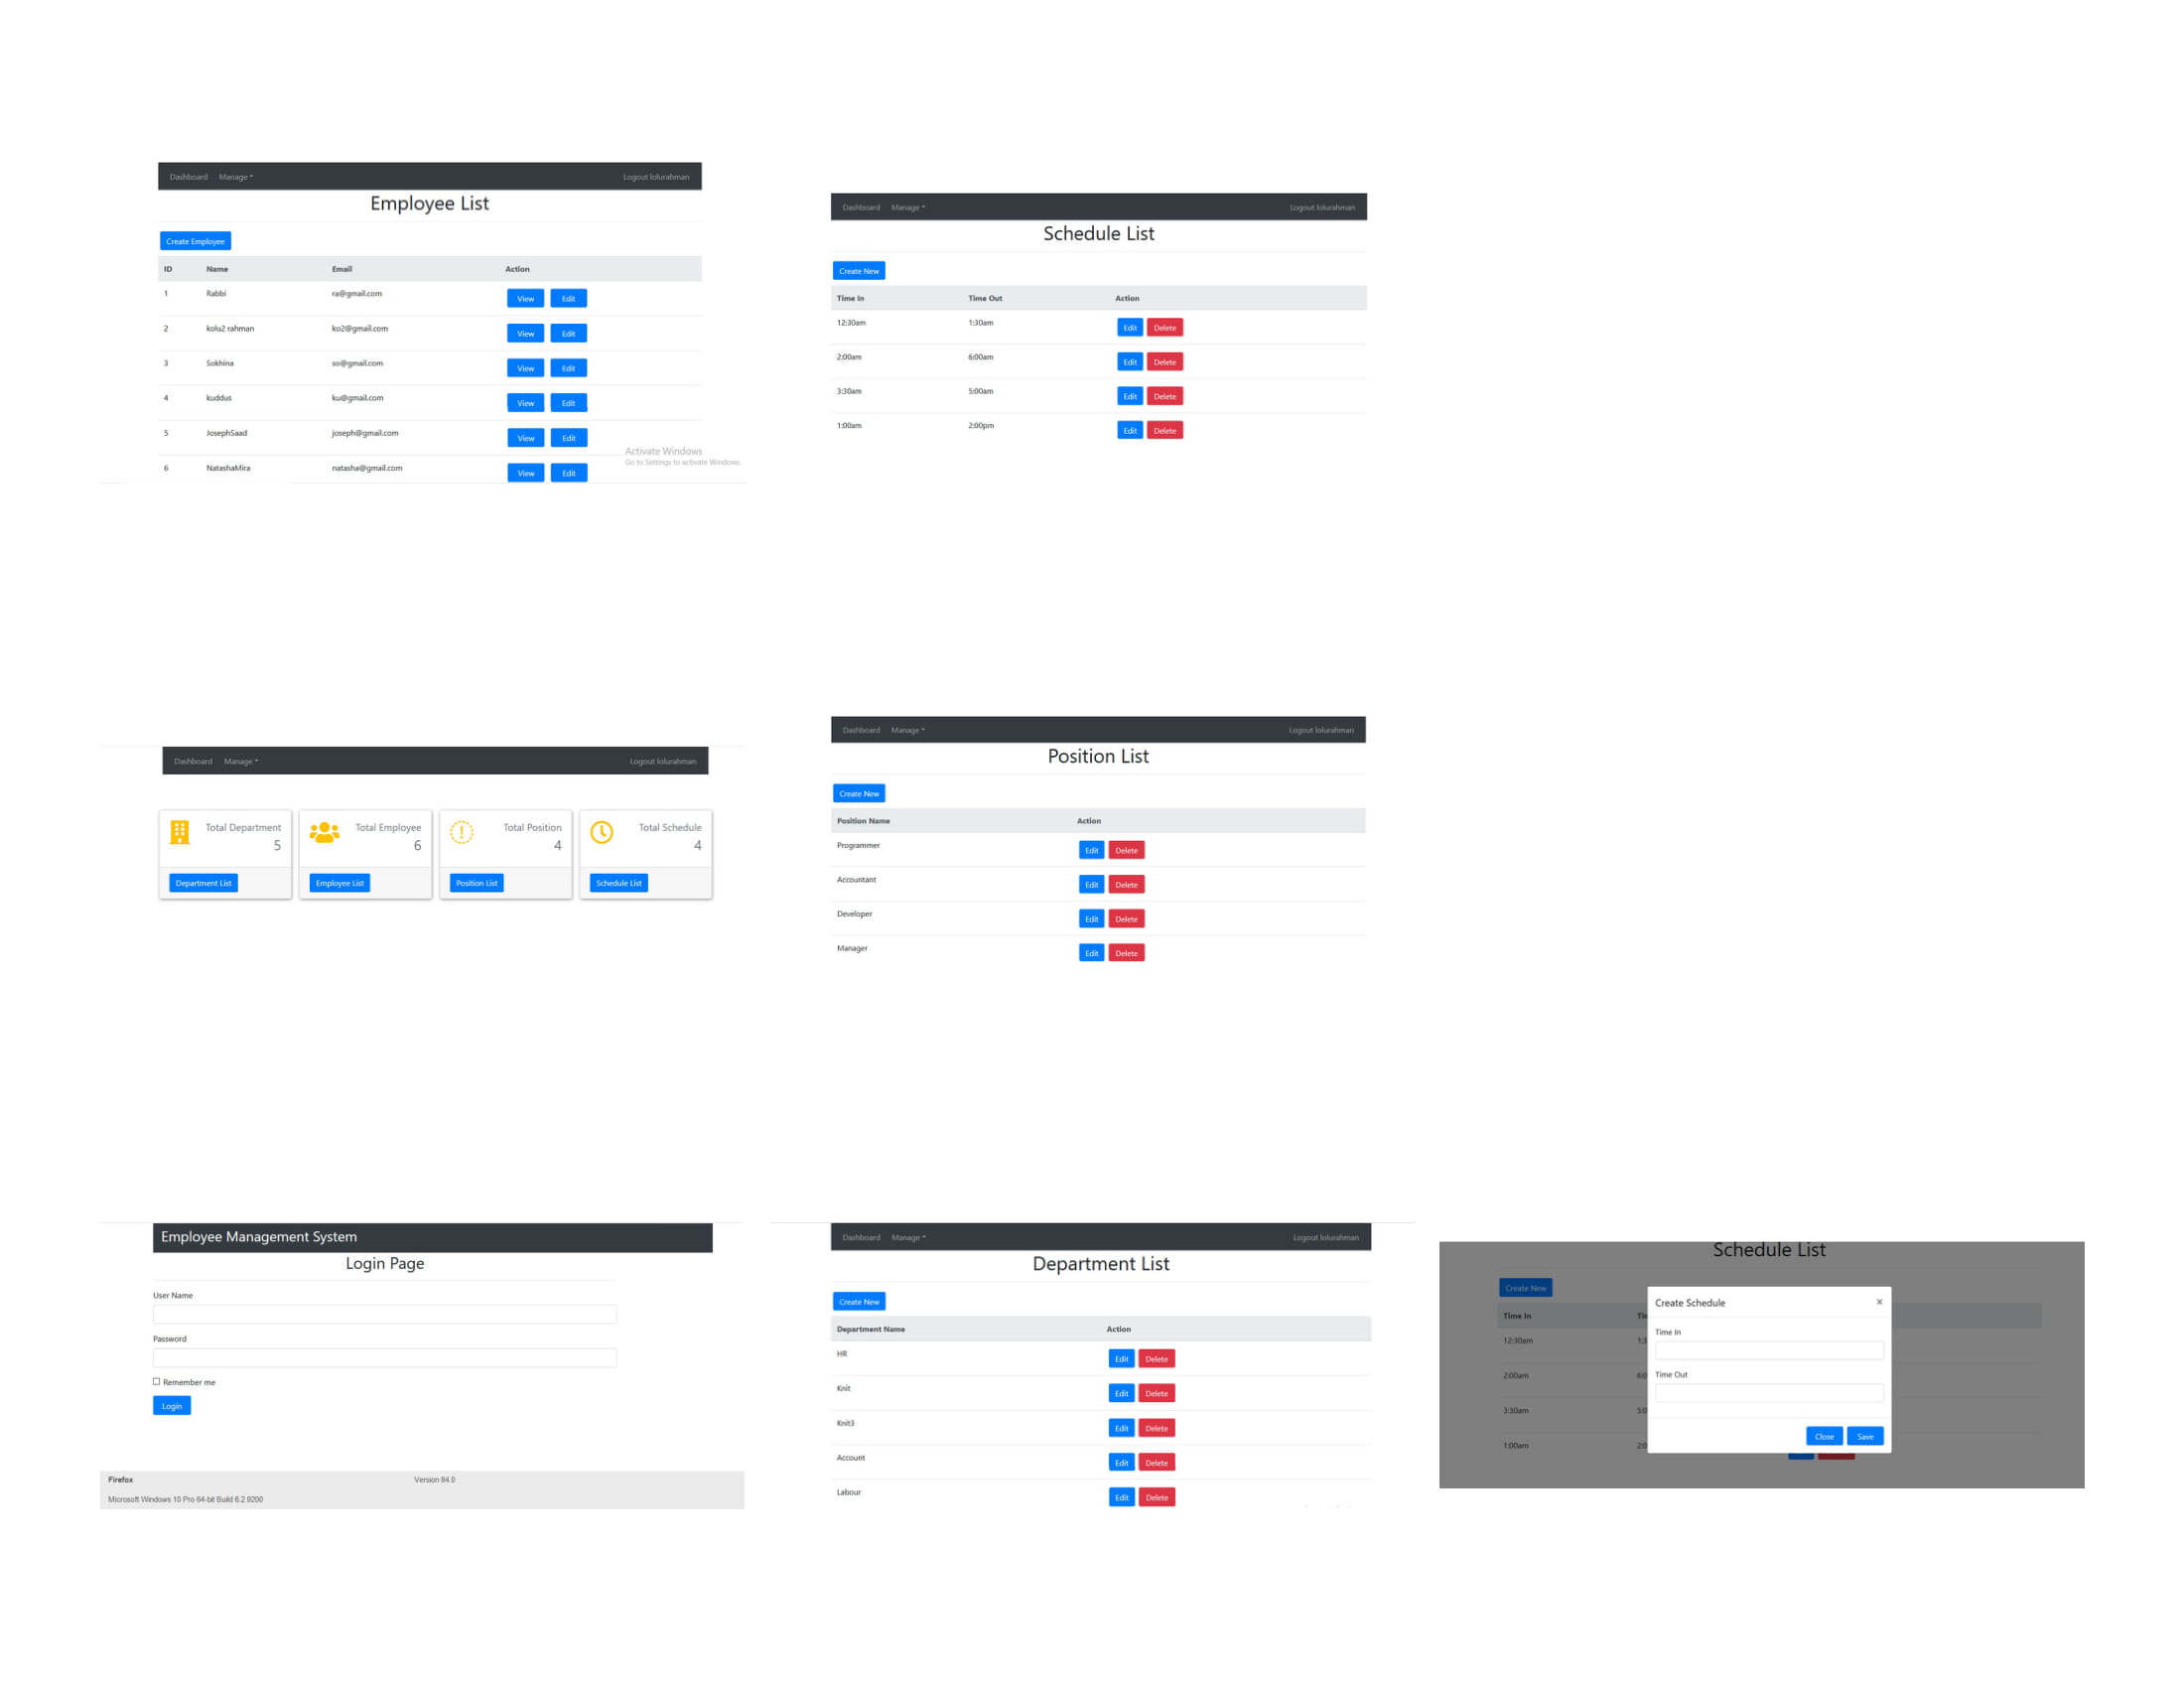 Dashboard Manage Logout lolurahman
Employee List
Create Employee
ID Name Email Action
1 Rabbi ra@gmail.com View Edit
2 kolu2 rahman ko2@gmail.com View Edit
3 Sokhina so@gmail.com View Edit
4 kuddus ku@gmail.com View Edit
5 JosephSaad joseph@gmail.com View Edit
Activate Windows
Go to Settings to activate Windows.
6 NatashaMira natasha@gmail.com View Edit
Dashboard Manage Logout lolurahman
Schedule List
Create New
Time In Time Out Action
12:30am 1:30am Edit Delete
2:00am 6:00am Edit Delete
3:30am 5:00am Edit Delete
1:00am 2:00pm Edit Delete
Dashboard Manage Logout lolurahman
Total Department Total Employee Total Position Total Schedule
5 6 4 4
Department List Employee List Position List Schedule List
Dashboard Manage Logout lolurahman
Position List
Create New
Position Name Action
Programmer Edit Delete
Accountant Edit Delete
Developer Edit Delete
Manager Edit Delete
Employee Management System
Login Page
User Name
Password
Remember me
Login
Firefox Version 84.0
Microsoft Windows 10 Pro 64-bit Build 6.2.9200
Dashboard Manage Logout lolurahman
Department List
Create New
Department Name Action
HR Edit Delete
Knit Edit Delete
Knit3 Edit Delete
Account Edit Delete
Labour Edit Delete
Schedule List
Create New
Time In
12:30am 1:3
2:00am 6:0
3:30am 5:0
1:00am 2:0
Create Schedule ×
Time In
Time Out
Close Save